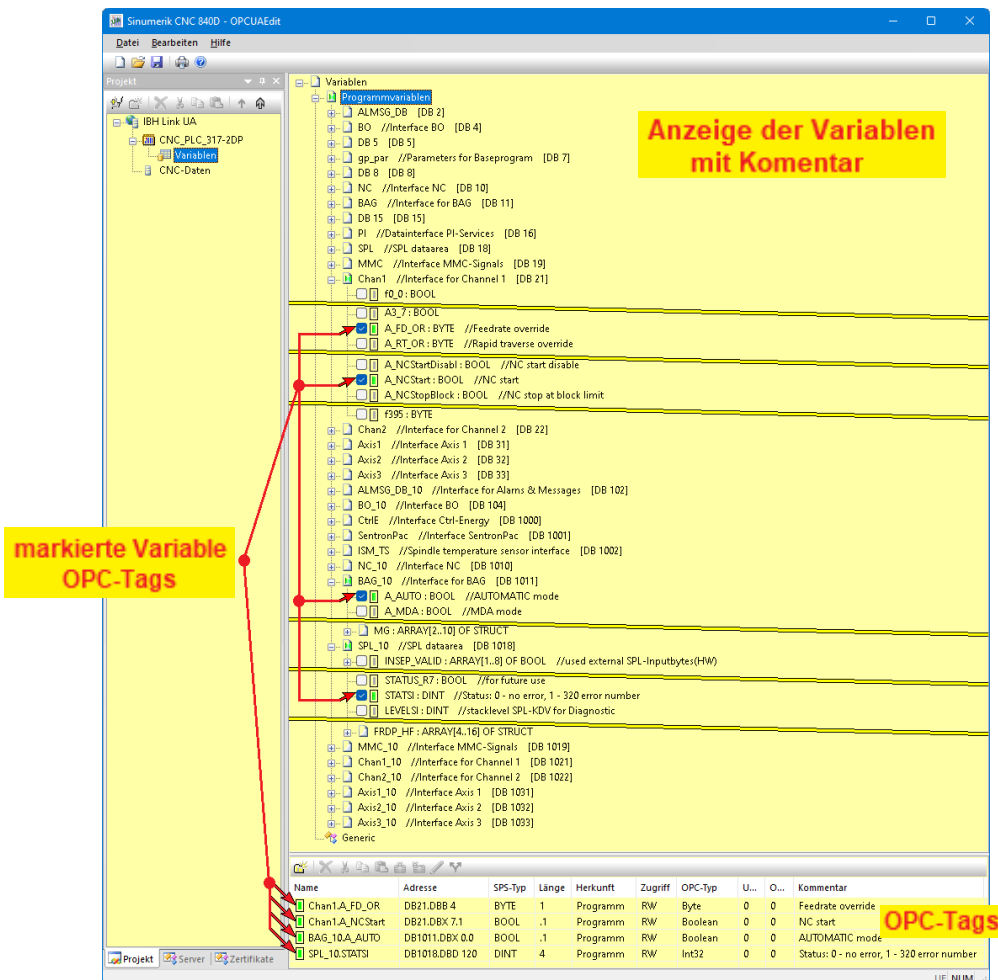 Sinumerik CNC 840D - OPCUAEdit
Datei Bearbeiten Hilfe
Projekt
IBH Link UA
CNC_PLC_317-2DP
Variablen
CNC-Daten
Variablen
Programmvariablen
ALMSG_DB [DB 2]
BO //Interface BO [DB 4]
DB 5 [DB 5]
gp_par //Parameters for Baseprogram [DB 7]
DB 8 [DB 8]
NC //Interface NC [DB 10]
BAG //Interface for BAG [DB 11]
DB 15 [DB 15]
PI //Datainterface PI-Services [DB 16]
SPL //SPL dataarea [DB 18]
MMC //Interface MMC-Signals [DB 19]
Chan1 //Interface for Channel 1 [DB 21]
f0_0 : BOOL
A3_7 : BOOL
A_FD_OR : BYTE //Feedrate override
A_RT_OR : BYTE //Rapid traverse override
A_NCStartDisabl : BOOL //NC start disable
A_NCStart : BOOL //NC start
A_NCStopBlock : BOOL //NC stop at block limit
f395 : BYTE
Chan2 //Interface for Channel 2 [DB 22]
Axis1 //Interface Axis 1 [DB 31]
Axis2 //Interface Axis 2 [DB 32]
Axis3 //Interface Axis 3 [DB 33]
ALMSG_DB_10 //Interface for Alarns & Messages [DB 102]
BO_10 //Interface BO [DB 104]
CtrlE //Interface Ctrl-Energy [DB 1000]
SentronPac //Interface SentronPac [DB 1001]
ISM_TS //Spindle temperature sensor interface [DB 1002]
NC_10 //Interface NC [DB 1010]
BAG_10 //Interface for BAG [DB 1011]
A_AUTO : BOOL //AUTOMATIC mode
A_MDA : BOOL //MDA mode
MG : ARRAY[2..10] OF STRUCT
SPL_10 //SPL dataarea [DB 1018]
INSEP_VALID : ARRAY[1..8] OF BOOL //used external SPL-Inputbytes(HW)
STATUS_R7 : BOOL //for future use
STATSI : DINT //Status: 0 - no error, 1 - 320 error number
LEVELSI : DINT //stacklevel SPL-KDV for Diagnostic
FRDP_HF : ARRAY[4..16] OF STRUCT
MMC_10 //Interface MMC-Signals [DB 1019]
Chan1_10 //Interface for Channel 1 [DB 1021]
Chan2_10 //Interface for Channel 2 [DB 1022]
Axis1_10 //Interface Axis 1 [DB 1031]
Axis2_10 //Interface Axis 2 [DB 1032]
Axis3_10 //Interface Axis 3 [DB 1033]
Generic
Anzeige der Variablen
mit Komentar
markierte Variable
OPC-Tags
Name Adresse SPS-Typ Länge Herkunft Zugriff OPC-Typ U... O... Kommentar
Chan1.A_FD_OR DB21.DBB 4 BYTE 1 Programm RW Byte 0 0 Feedrate override
Chan1.A_NCStart DB21.DBX 7.1 BOOL .1 Programm RW Boolean 0 0 NC start
BAG_10.A_AUTO DB1011.DBX 0.0 BOOL .1 Programm RW Boolean 0 0 AUTOMATIC mode
SPL_10.STATSI DB1018.DBD 120 DINT 4 Programm RW Int32 0 0 Status: 0 - no error, 1 - 320 error number
OPC-Tags
Projekt Server Zertifikate
UF NUM